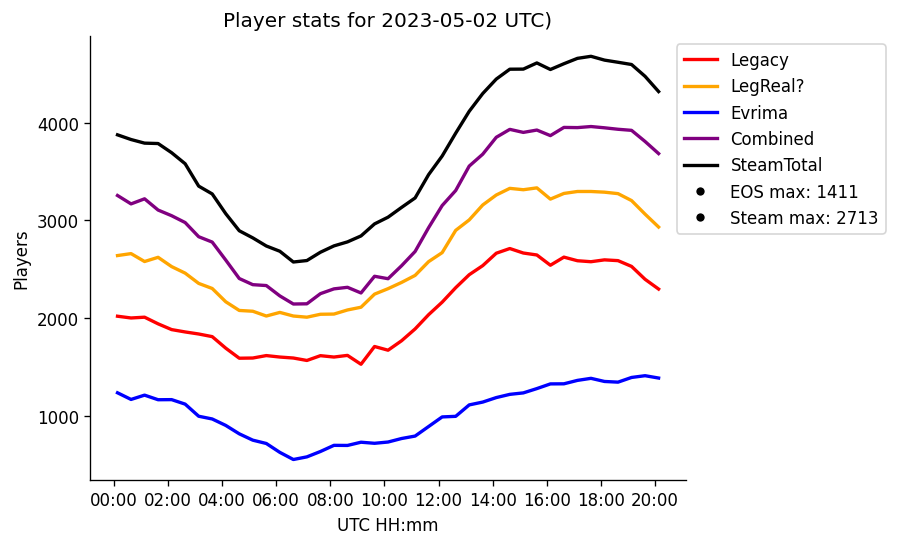 Player stats for 2023-05-02 UTC)
Legacy
LegReal?
Evrima
Combined
SteamTotal
EOS max: 1411
Steam max: 2713
Players
4000
3000
2000
1000
00:00 02:00 04:00 06:00 08:00 10:00 12:00 14:00 16:00 18:00 20:00
UTC HH:mm